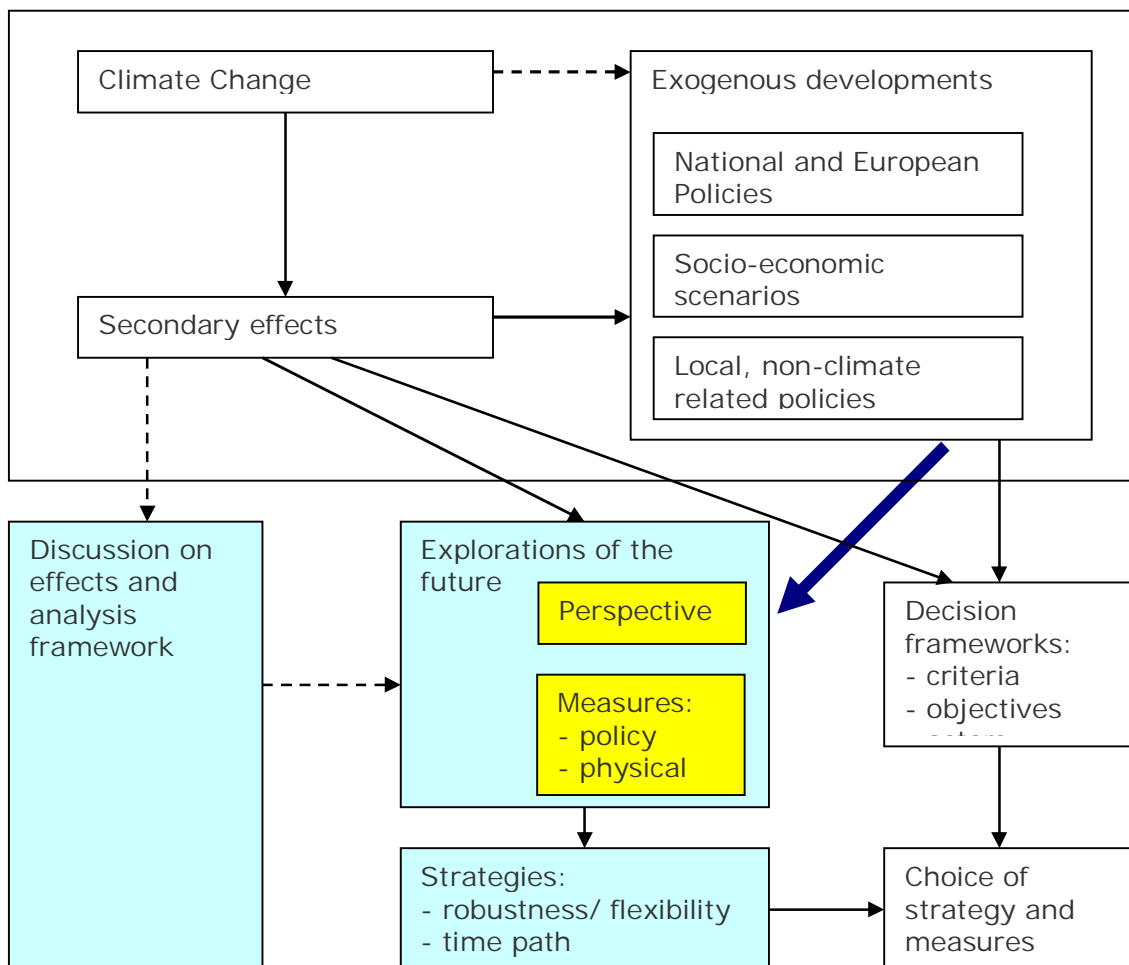 Climate Change
Exogenous developments
National and European
Policies
Socio-economic
scenarios
Secondary effects
Local, non-climate
related policies
Discussion on
effects and
analysis
framework
Explorations of the
future
Perspective
Measures:
- policy
- physical
Decision
frameworks:
- criteria
- objectives
Strategies:
- robustness/ flexibility
- time path
Choice of
strategy and
measures